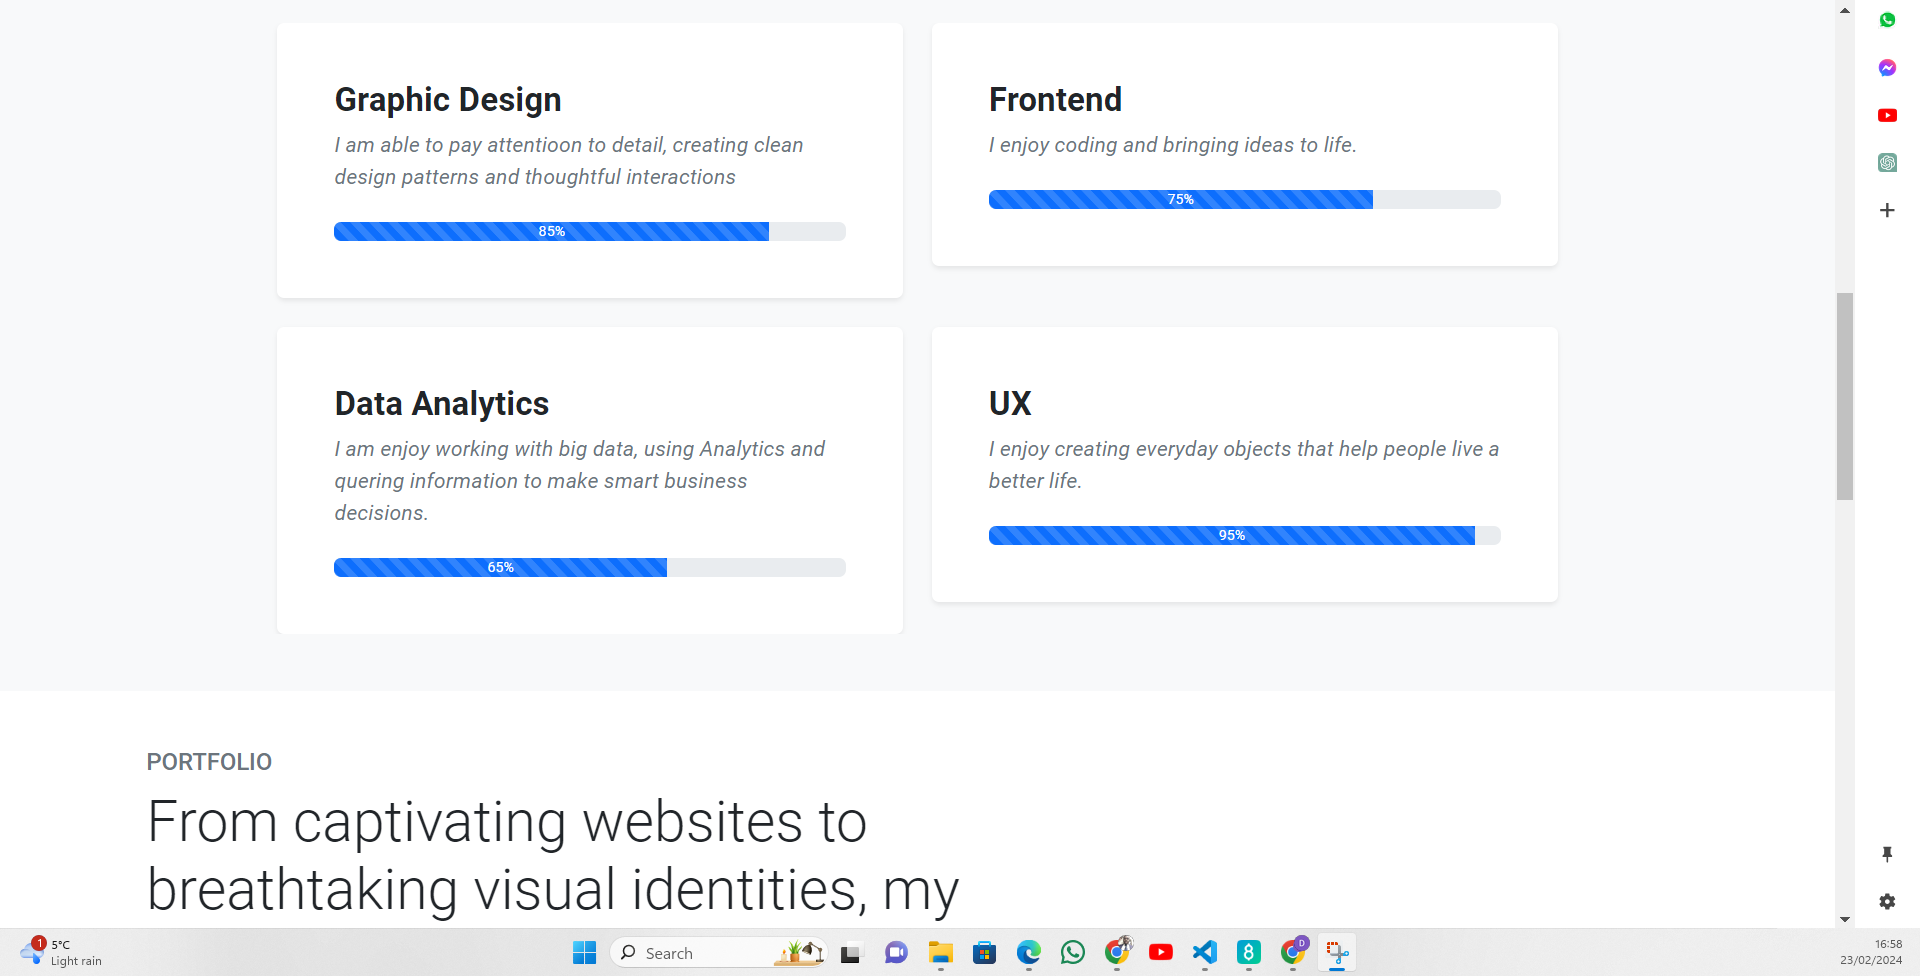 Graphic Design
I am able to pay attentioon to detail, creating clean
design patterns and thoughtful interactions
85%
Frontend
I enjoy coding and bringing ideas to life.
75%
Data Analytics
I am enjoy working with big data, using Analytics and
quering information to make smart business
decisions.
65%
UX
I enjoy creating everyday objects that help people live a
better life.
95%
PORTFOLIO
From captivating websites to
breathtaking visual identities, my
1
5°C
Light rain
Search
D
16:58
23/02/2024